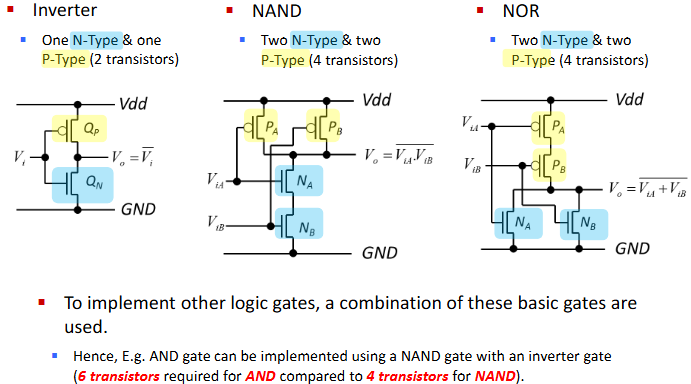 Inverter
One N-Type & one
P-Type (2 transistors)
Vdd
Q_P
V_i
V_o = \overline{V_i}
Q_N
GND
NAND
Two N-Type & two
P-Type (4 transistors)
Vdd
P_A
P_B
V_o = \overline{V_{iA}.V_{iB}}
V_{iA}
N_A
V_{iB}
N_B
GND
NOR
Two N-Type & two
P-Type (4 transistors)
Vdd
V_{iA}
P_A
V_{iB}
P_B
V_o = \overline{V_{iA} + V_{iB}}
N_A
N_B
GND
To implement other logic gates, a combination of these basic gates are
used.
Hence, E.g. AND gate can be implemented using a NAND gate with an inverter gate
(6 transistors required for AND compared to 4 transistors for NAND).